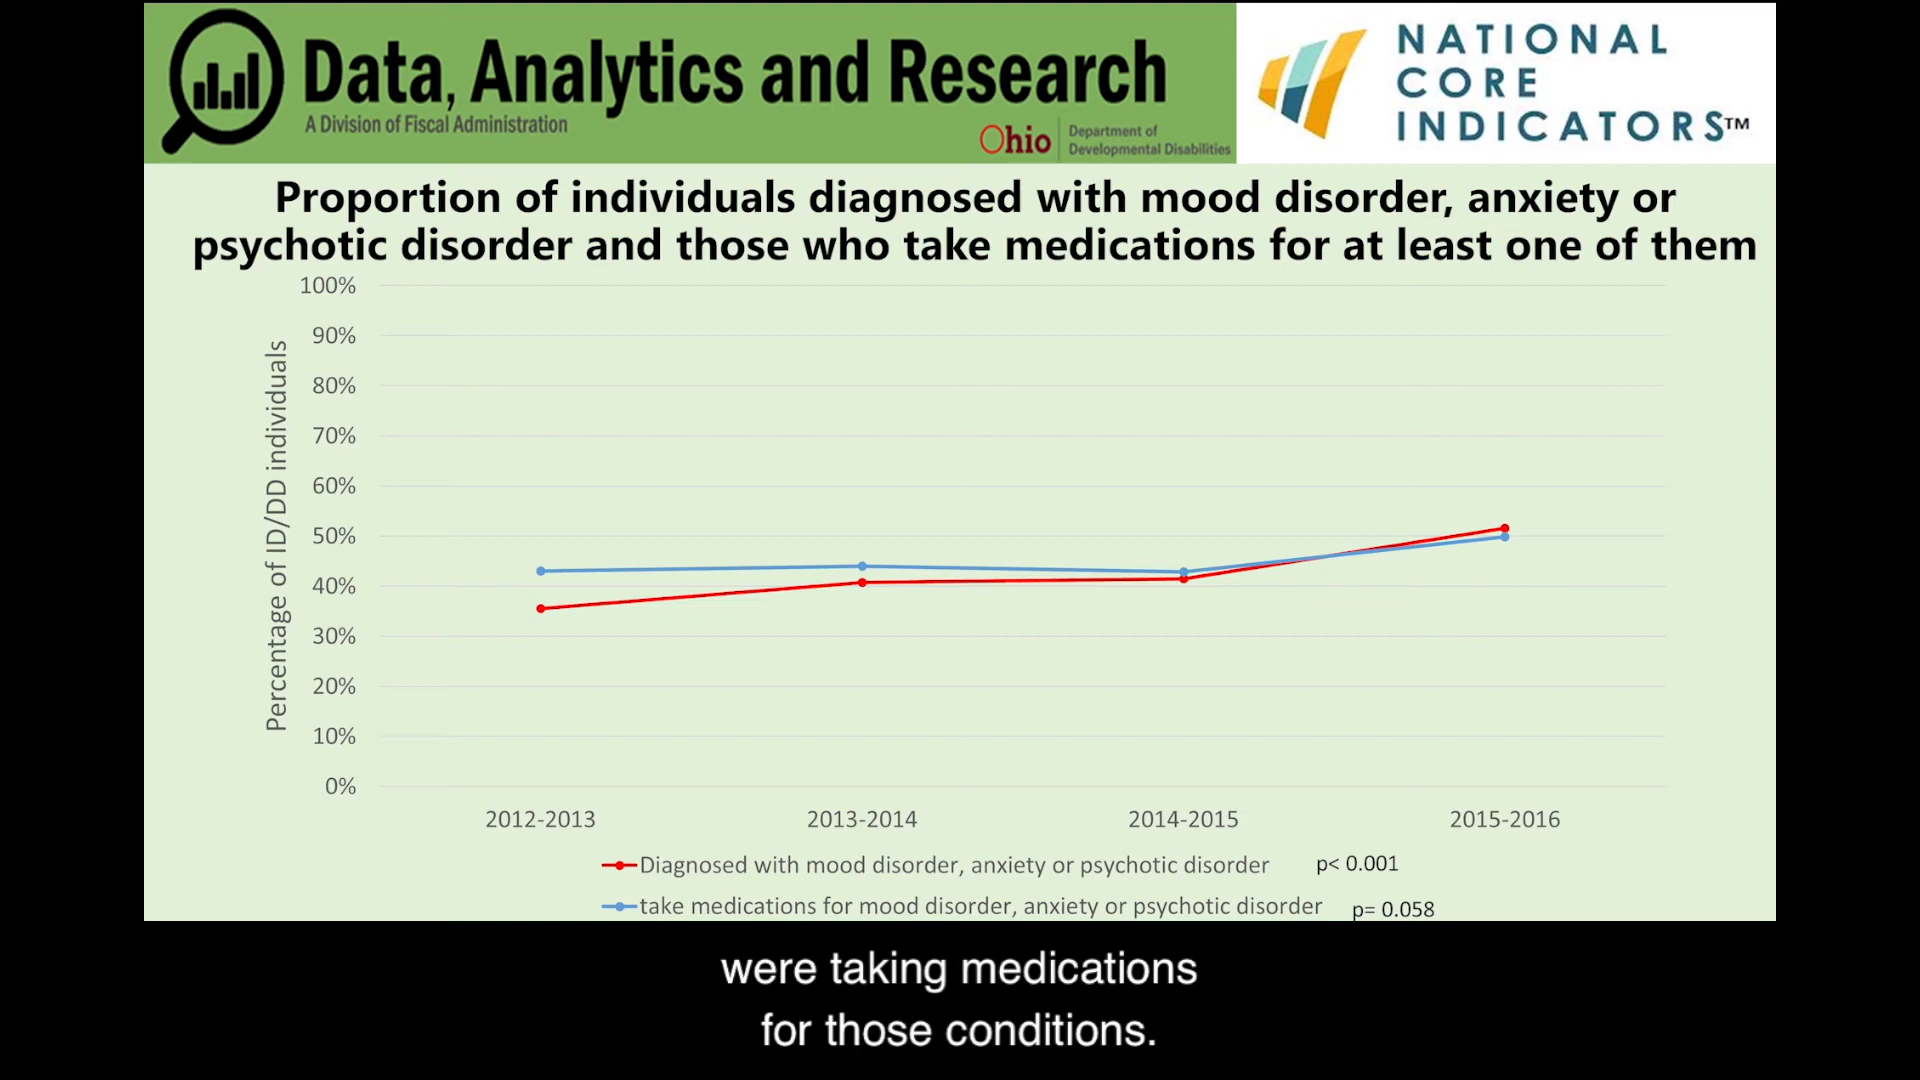 Data, Analytics and Research
A Division of Fiscal Administration
Ohio
Department of
Developmental Disabilities
NATIONAL
CORE
INDICATORS™
Proportion of individuals diagnosed with mood disorder, anxiety or
psychotic disorder and those who take medications for at least one of them
Percentage of ID/DD individuals
100%
90%
80%
70%
60%
50%
40%
30%
20%
10%
0%
2012-2013 2013-2014 2014-2015 2015-2016
Diagnosed with mood disorder, anxiety or psychotic disorder p< 0.001
take medications for mood disorder, anxiety or psychotic disorder p= 0.058
were taking medications
for those conditions.